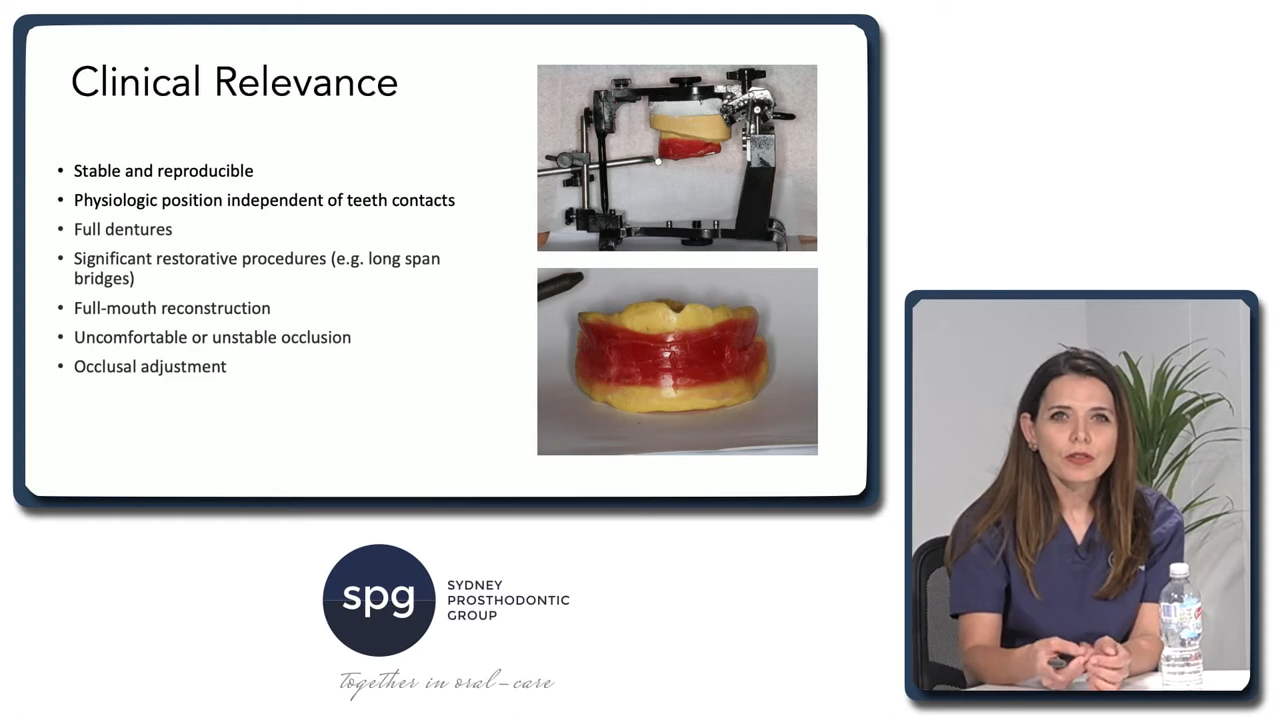 Clinical Relevance
• Stable and reproducible
• Physologic position independent of teeth contacts
• Full dentures
• Significant restorative procedures (e.g. long span
bridges)
• Full-mouth reconstruction
• Uncomfortable or unstable occlusion
• Occlusal adjustment
spg
SYDNEY
PROSTHODONTIC
GROUP
Together in oral-care